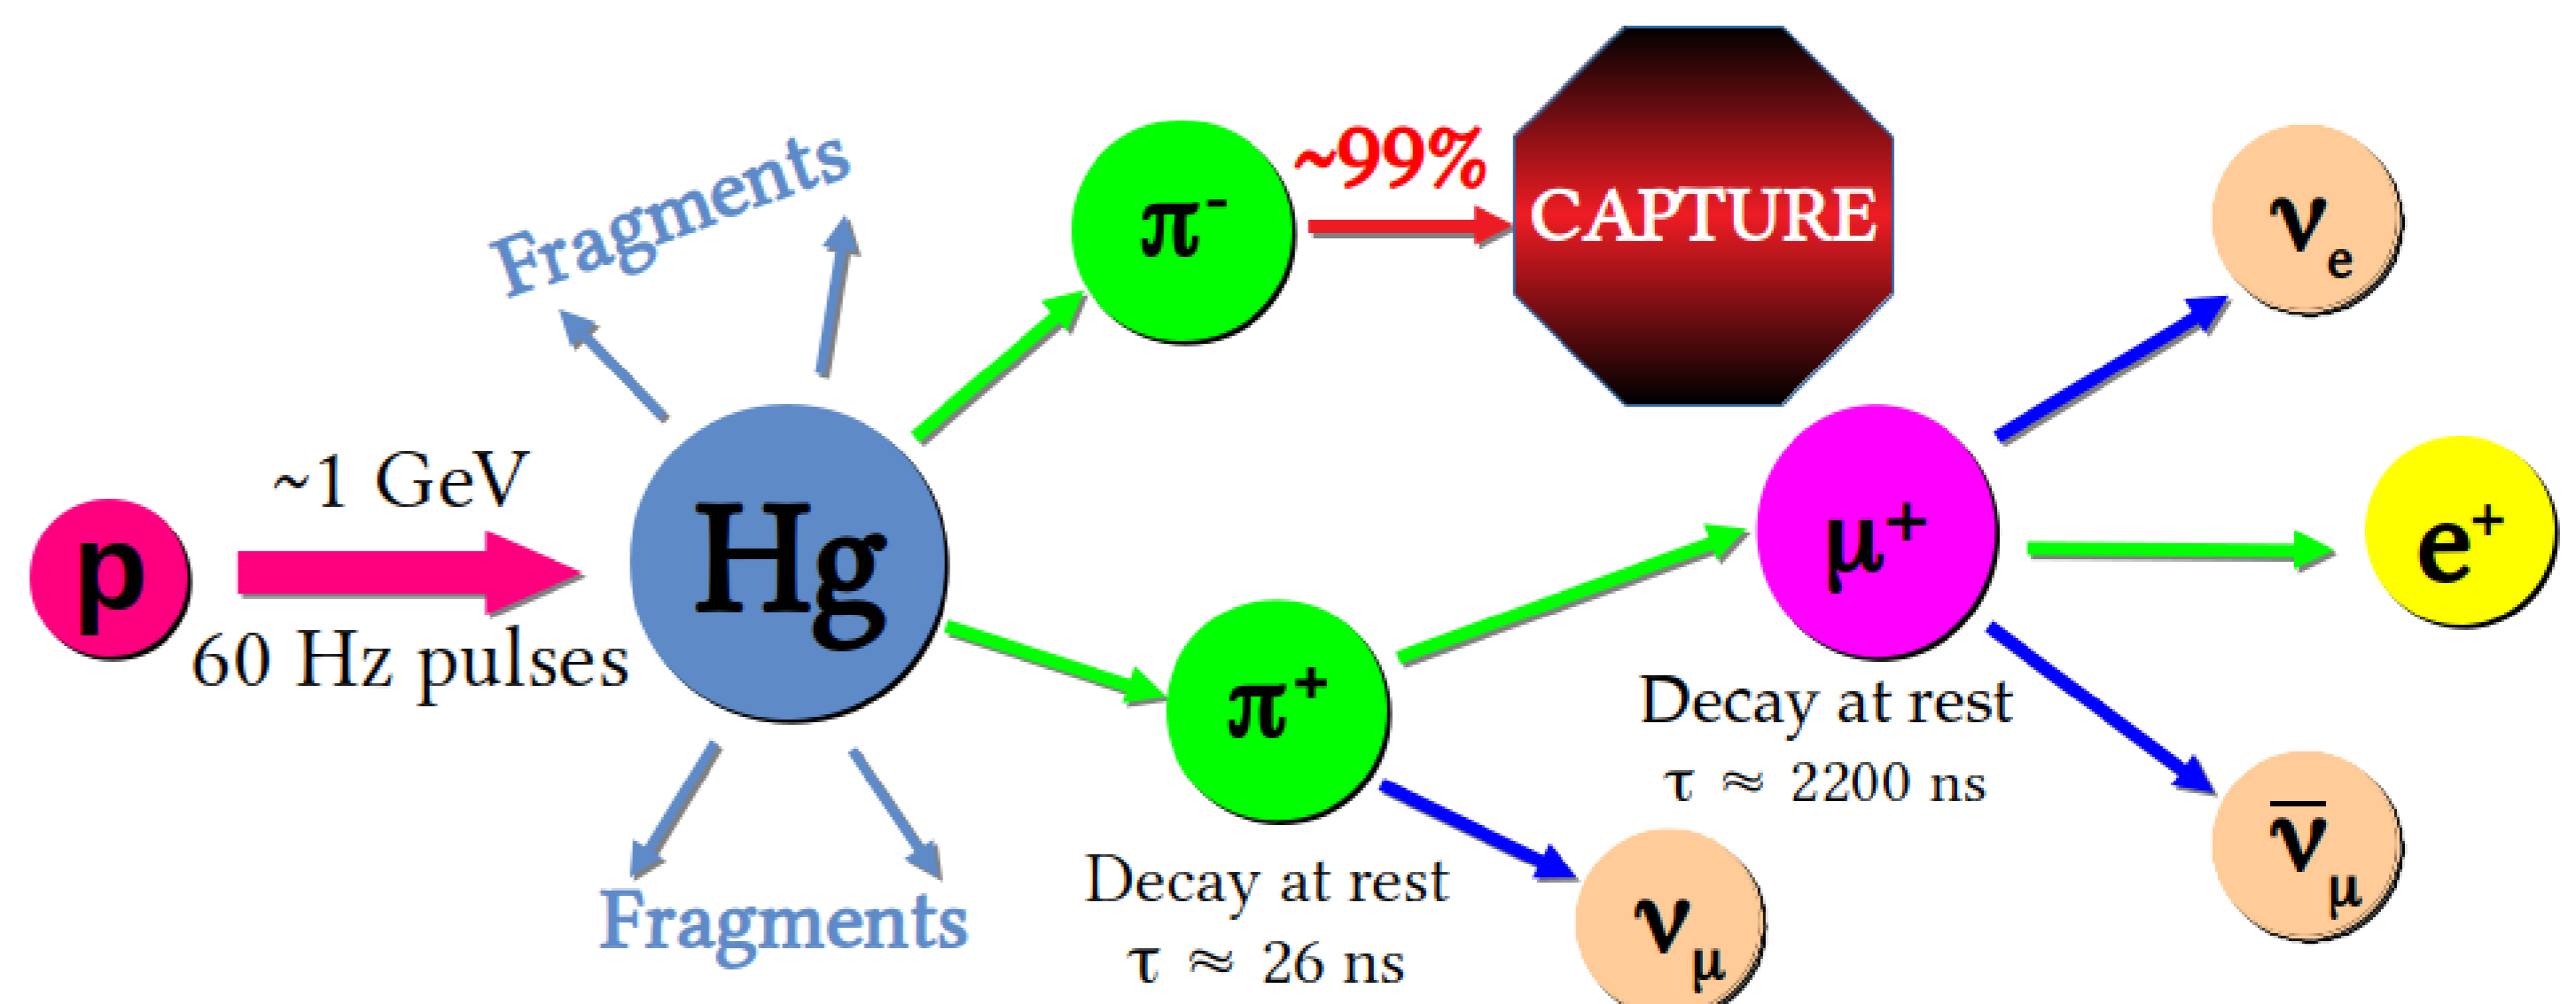 Fragments
π⁻
~99%
CAPTURE
νe
~1 GeV
p
60 Hz pulses
Hg
μ⁺
e⁺
π⁺
Decay at rest
τ ≈ 2200 ns
ν̅μ
Fragments
Decay at rest
τ ≈ 26 ns
νμ